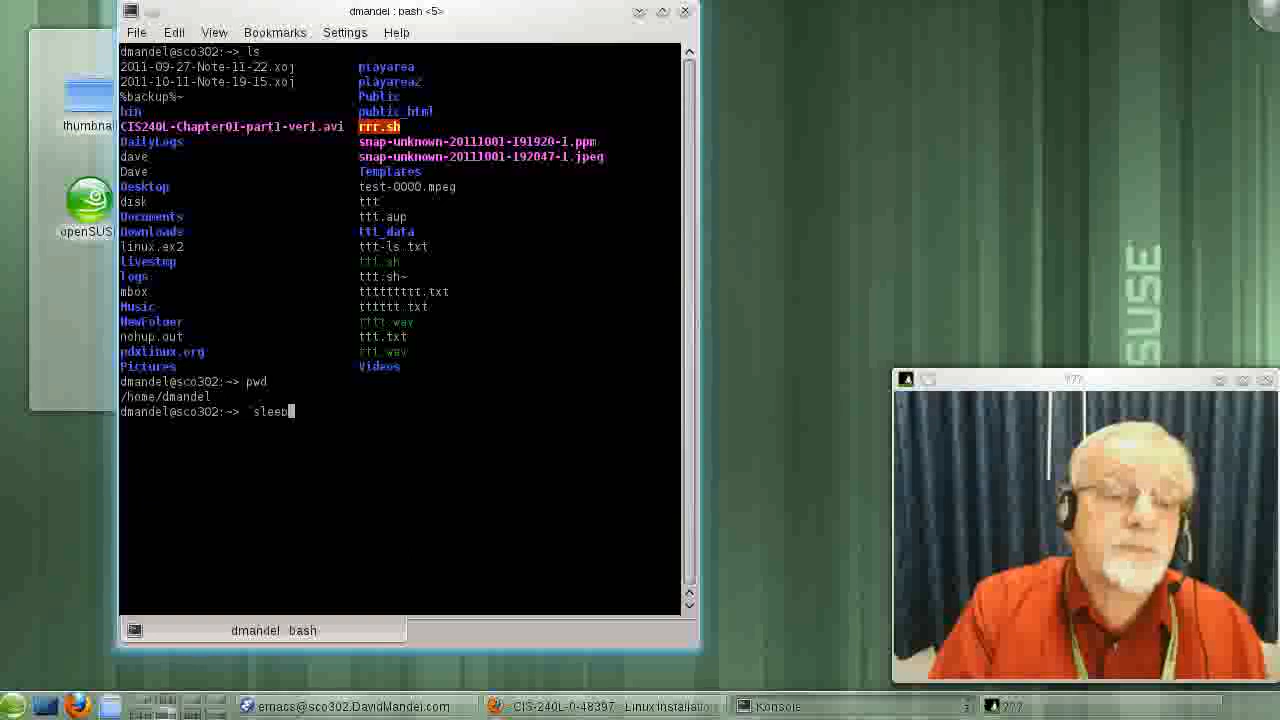 dmandel : bash <5>
File Edit View Bookmarks Settings Help
dmandel@sco302:~> ls
2011-09-27-Note-11-22.xoj playarea
2011-10-11-Note-19-15.xoj playarea2
%backup%~ Public
bin public_html
CIS240L-Chapter01-part1-ver1.avi rrr.sh
DailyLogs snap-unknown-20111001-191920-1.ppm
dave snap-unknown-20111001-192047-1.jpeg
Dave Templates
Desktop test-0000.mpeg
disk ttt
Documents ttt.aup
Downloads ttt_data
linux.ex2 ttt-ls.txt
livestmp ttt.sh
logs ttt.sh~
mbox ttttttttt.txt
Music tttttt.txt
NewFolder tttt.wav
nohup.out ttt.txt
pdxlinux.org ttt.wav
Pictures Videos
dmandel@sco302:~> pwd
/home/dmandel
dmandel@sco302:~> sleep
dmandel bash
thumbnai
openSUS
SUSE
???
em @sco302.DavidMandel.com
CIS-240L-0-48397 Linux Installation
Konsole 3
???